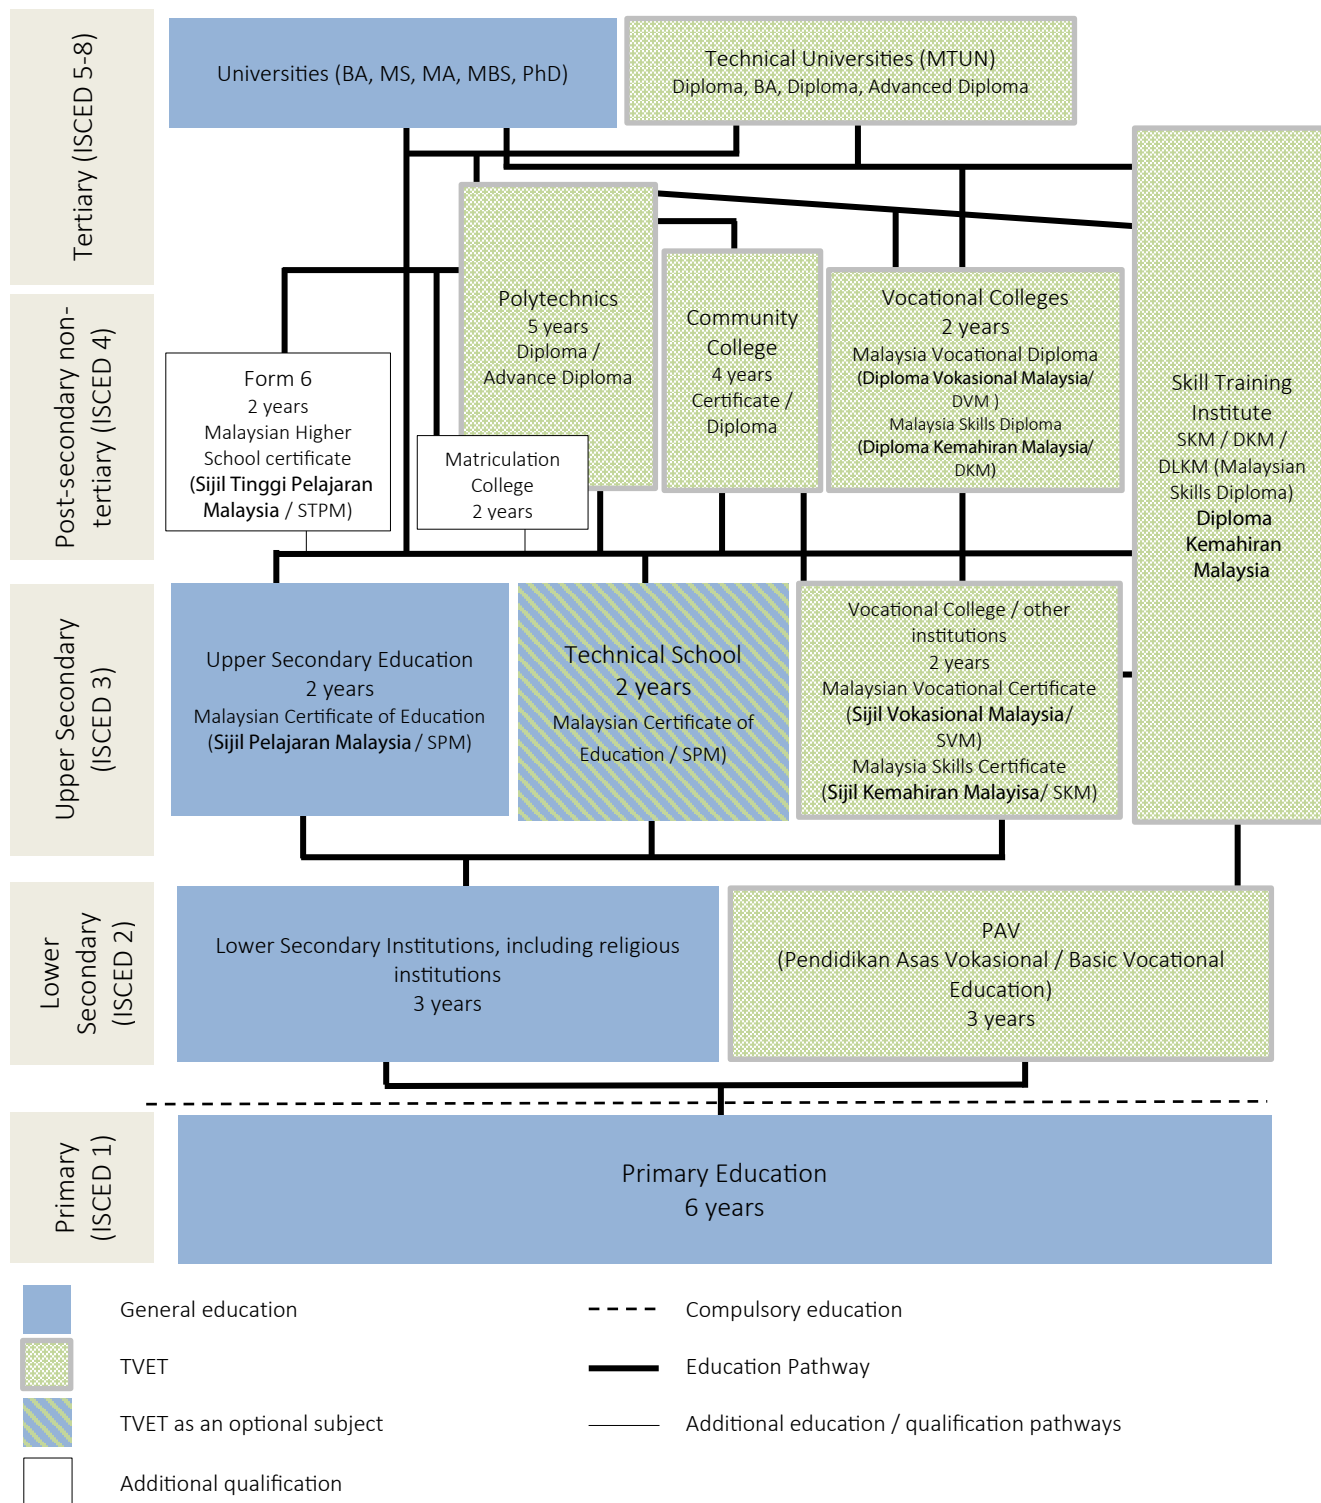 Tertiary (ISCED 5-8)
Universities (BA, MS, MA, MBS, PhD)
Technical Universities (MTUN)
Diploma, BA, Diploma, Advanced Diploma
Post-secondary non-
tertiary (ISCED 4)
Form 6
2 years
Malaysian Higher
School certificate
(Sijil Tinggi Pelajaran
Malaysia / STPM)
Matriculation
College
2 years
Polytechnics
5 years
Diploma /
Advance Diploma
Community
College
4 years
Certificate /
Diploma
Vocational Colleges
2 years
Malaysia Vocational Diploma
(Diploma Vokasional Malaysia/
DVM )
Malaysia Skills Diploma
(Diploma Kemahiran Malaysia/
DKM)
Skill Training
Institute
SKM / DKM /
DLKM (Malaysian
Skills Diploma)
Diploma
Kemahiran
Malaysia
Upper Secondary
(ISCED 3)
Upper Secondary Education
2 years
Malaysian Certificate of Education
(Sijil Pelajaran Malaysia / SPM)
Technical School
2 years
Malaysian Certificate of
Education / SPM)
Vocational College / other
institutions
2 years
Malaysian Vocational Certificate
(Sijil Vokasional Malaysia/
SVM)
Malaysia Skills Certificate
(Sijil Kemahiran Malayisa/ SKM)
Lower
Secondary
(ISCED 2)
Lower Secondary Institutions, including religious
institutions
3 years
PAV
(Pendidikan Asas Vokasional / Basic Vocational
Education)
3 years
Primary
(ISCED 1)
Primary Education
6 years
General education
TVET
TVET as an optional subject
Additional qualification
Compulsory education
Education Pathway
Additional education / qualification pathways